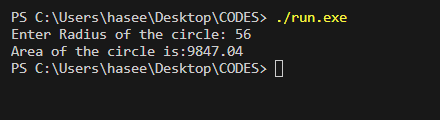 PS C:\Users\hasee\Desktop\CODES> ./run.exe
Enter Radius of the circle: 56
Area of the circle is:9847.04
PS C:\Users\hasee\Desktop\CODES>